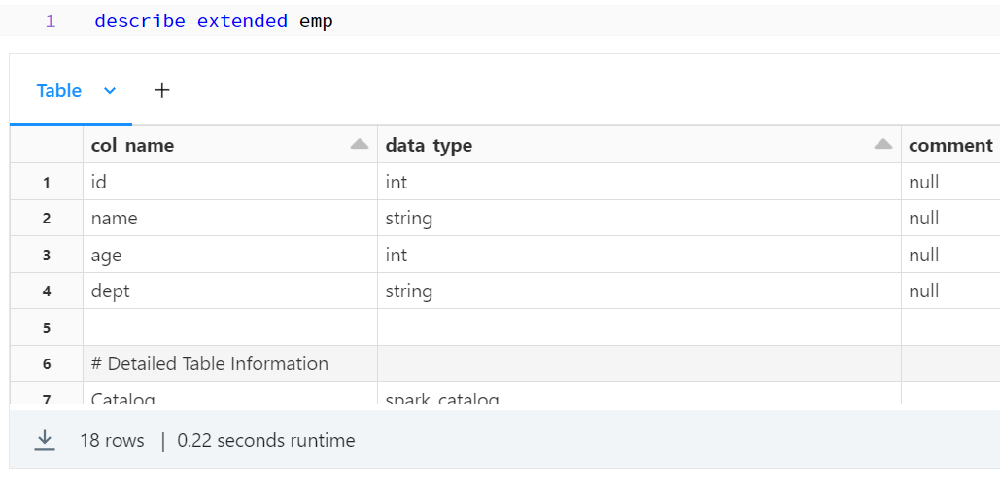 1 describe extended emp
Table +
col_name data_type comment
1 id int null
2 name string null
3 age int null
4 dept string null
5
6 # Detailed Table Information
7 Catalog spark_catalog
18 rows | 0.22 seconds runtime